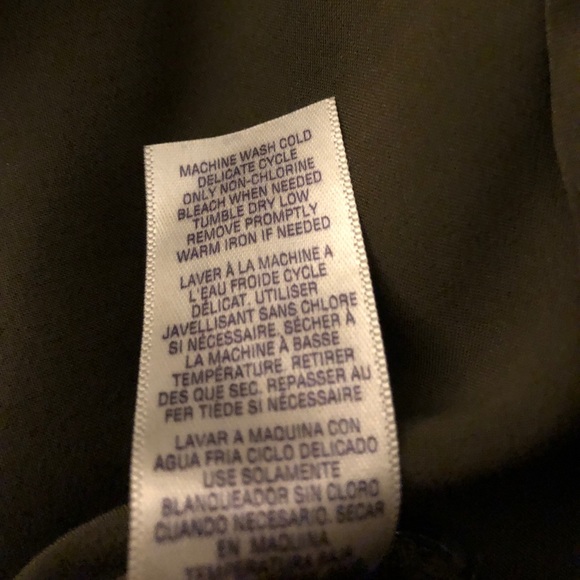 MACHINE WASH COLD
DELICATE CYCLE
ONLY NON-CHLORINE
BLEACH WHEN NEEDED
TUMBLE DRY LOW
REMOVE PROMPTLY
WARM IRON IF NEEDED
LAVER À LA MACHINE A
L'EAU FROIDE CYCLE
DÉLICAT. UTILISER
JAVELLISANT SANS CHLORE
SI NÉCESSAIRE. SÉCHER À
LA MACHINE À BASSE
TEMPÉRATURE. RETIRER
DES QUE SEC. REPASSER AU
FER TIÈDE SI NÉCESSAIRE
LAVAR A MAQUINA CON
AGUA FRIA CICLO DELICADO
USE SOLAMENTE
BLANQUEADOR SIN CLORO
CUANDO NECESARIO. SECAR
EN MAQUINA
TEMPERATURA BAJA